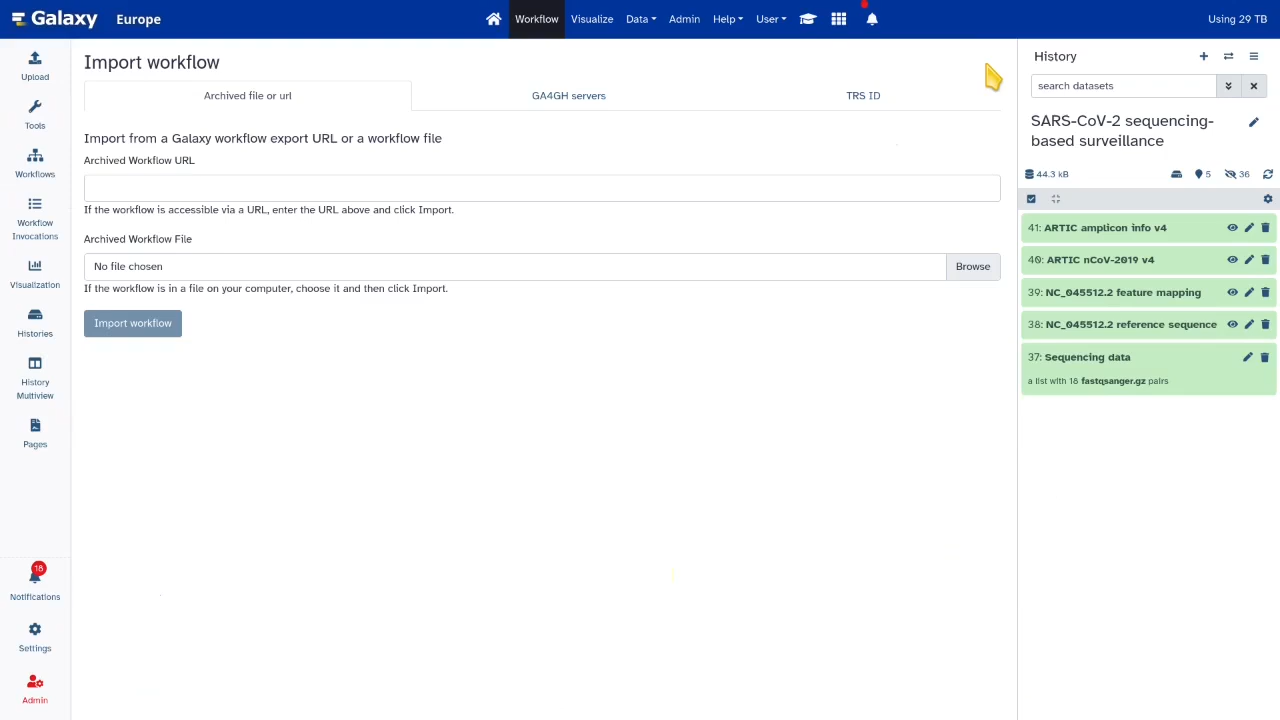 Galaxy Europe
Workflow Visualize Data Admin Help User
Using 29 TB
Upload
Tools
Workflows
Workflow
Invocations
Visualization
Histories
History
Multiview
Pages
18
Notifications
Settings
Admin
Import workflow
Archived file or url GA4GH servers TRS ID
Import from a Galaxy workflow export URL or a workflow file
Archived Workflow URL
If the workflow is accessible via a URL, enter the URL above and click Import.
Archived Workflow File
No file chosen Browse
If the workflow is in a file on your computer, choose it and then click Import.
Import workflow
History
search datasets
SARS-CoV-2 sequencing-
based surveillance
44.3 kB 5 36
41: ARTIC amplicon info v4
40: ARTIC nCoV-2019 v4
39: NC_045512.2 feature mapping
38: NC_045512.2 reference sequence
37: Sequencing data
a list with 18 fastqsanger.gz pairs